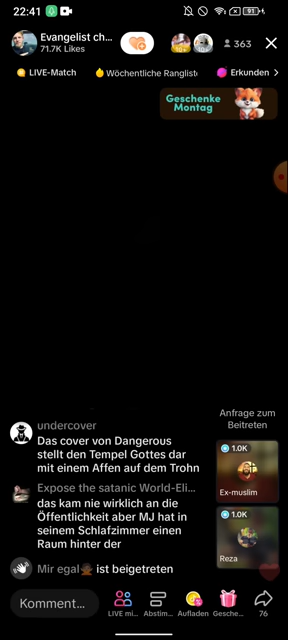 22:41
91
Evangelist ch...
71.7K Likes
10+
10+
363
LIVE-Match
Wöchentliche Rangliste
Erkunden >
Geschenke
Montag
undercover
Das cover von Dangerous
stellt den Tempel Gottes dar
mit einem Affen auf dem Trohn
Expose the satanic World-Eli...
das kam nie wirklich an die
Öffentlichkeit aber MJ hat in
seinem Schlafzimmer einen
Raum hinter der
Mir egal ist beigetreten
Anfrage zum
Beitreten
1.0K
Ex-muslim
1.0K
Reza
Komment...
LIVE mi...
Abstim...
Aufladen
Gesche...
76